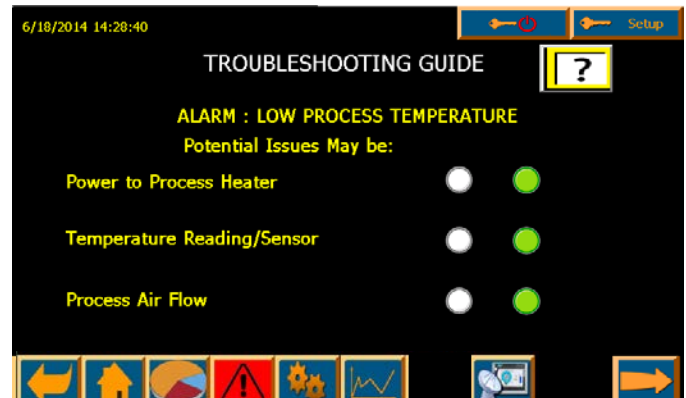 6/18/2014 14:28:40
Setup
TROUBLESHOOTING GUIDE
?
ALARM : LOW PROCESS TEMPERATURE
Potential Issues May be:
Power to Process Heater
Temperature Reading/Sensor
Process Air Flow